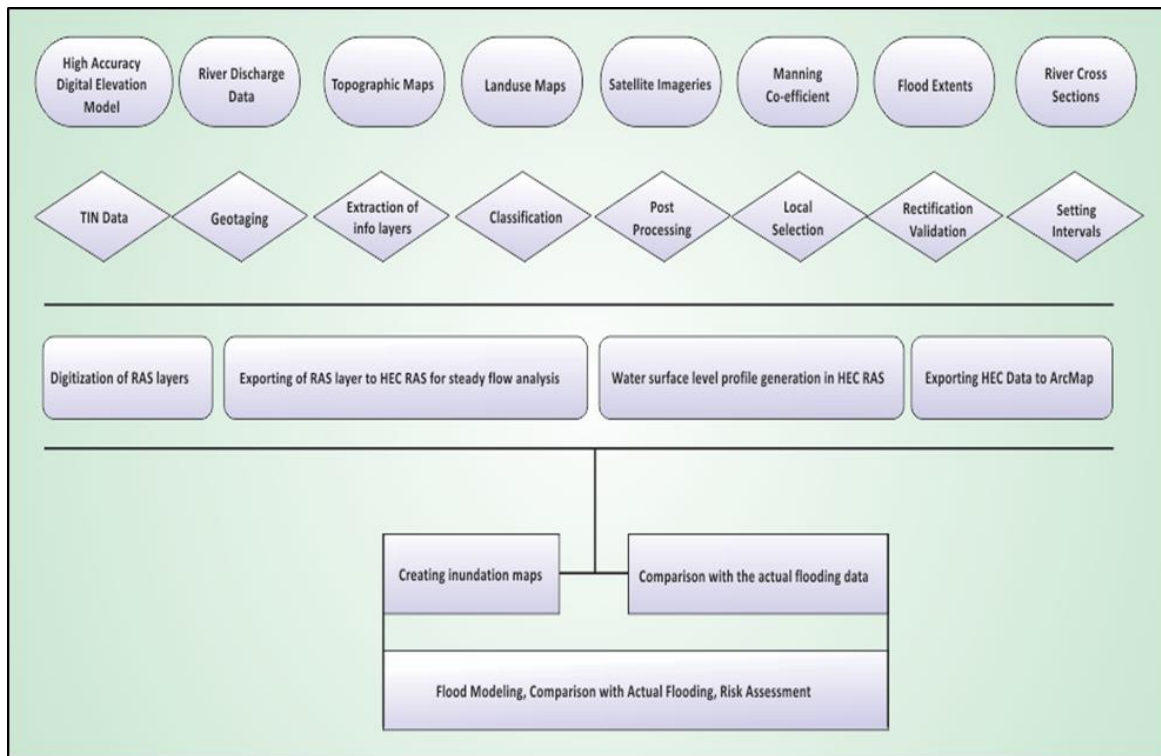 High Accuracy
Digital Elevation
Model
River Discharge
Data
Topographic Maps
Landuse Maps
Satellite Imageries
Manning
Co-efficient
Flood Extents
River Cross
Sections
TIN Data
Geotaging
Extraction of
info layers
Classification
Post
Processing
Local
Selection
Rectification
Validation
Setting
Intervals
Digitization of RAS layers
Exporting of RAS layer to HEC RAS for steady flow analysis
Water surface level profile generation in HEC RAS
Exporting HEC Data to ArcMap
Creating inundation maps
Comparison with the actual flooding data
Flood Modeling, Comparison with Actual Flooding, Risk Assessment